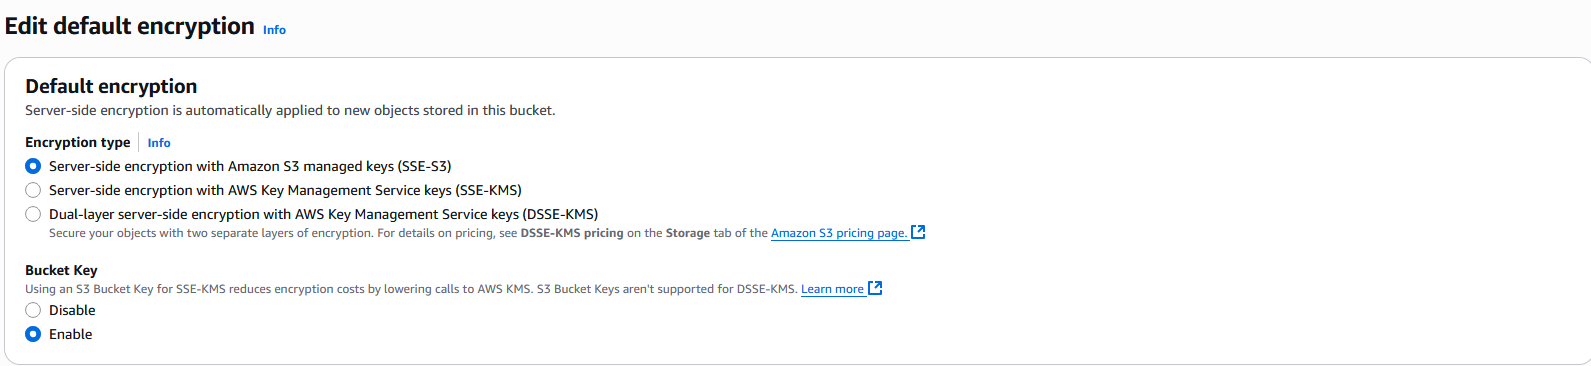 Edit default encryption Info
Default encryption
Server-side encryption is automatically applied to new objects stored in this bucket.
Encryption type Info
Server-side encryption with Amazon S3 managed keys (SSE-S3)
Server-side encryption with AWS Key Management Service keys (SSE-KMS)
Dual-layer server-side encryption with AWS Key Management Service keys (DSSE-KMS)
Secure your objects with two separate layers of encryption. For details on pricing, see DSSE-KMS pricing on the Storage tab of the Amazon S3 pricing page.
Bucket Key
Using an S3 Bucket Key for SSE-KMS reduces encryption costs by lowering calls to AWS KMS. S3 Bucket Keys aren't supported for DSSE-KMS. Learn more
Disable
Enable